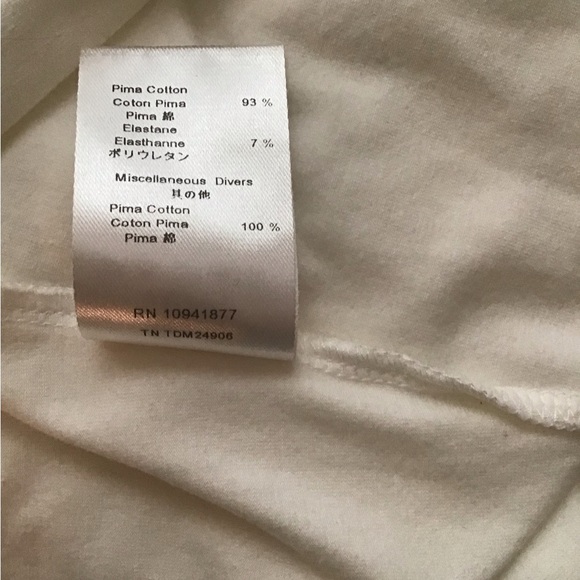 Pima Cotton
Coton Pima 93 %
Pima 綿
Elastane
Elasthanne 7 %
ポリウレタン
Miscellaneous Divers
其の他
Pima Cotton
Coton Pima 100 %
Pima 綿
RN 10941877
TN TDM24906